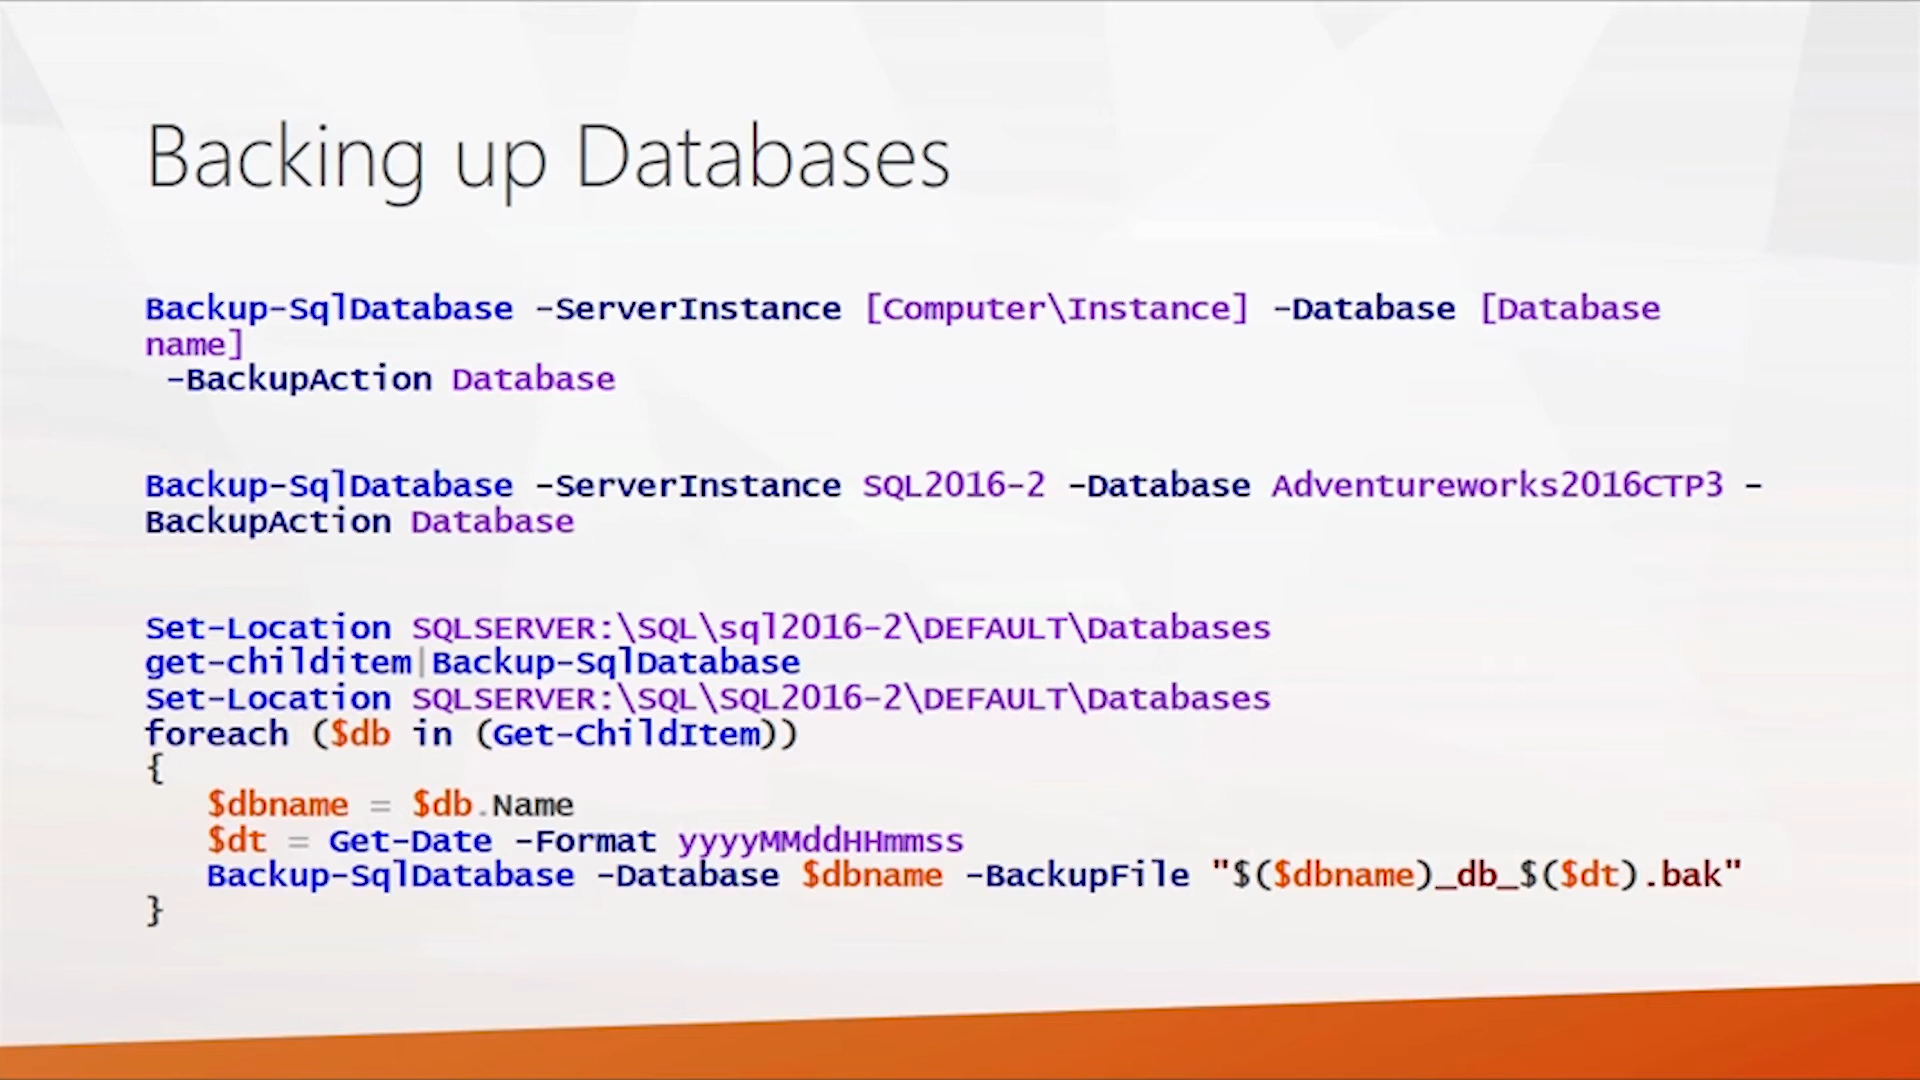 Backing up Databases
Backup-SqlDatabase -ServerInstance [Computer\Instance] -Database [Database
name]
-BackupAction Database
Backup-SqlDatabase -ServerInstance SQL2016-2 -Database Adventureworks2016CTP3 -
BackupAction Database
Set-Location SQLSERVER:\SQL\sql2016-2\DEFAULT\Databases
get-childitem|Backup-SqlDatabase
Set-Location SQLSERVER:\SQL\SQL2016-2\DEFAULT\Databases
foreach ($db in (Get-ChildItem))
{
$dbname = $db.Name
$dt = Get-Date -Format yyyyMMddHHmmss
Backup-SqlDatabase -Database $dbname -BackupFile "$($dbname)_db_$($dt).bak"
}